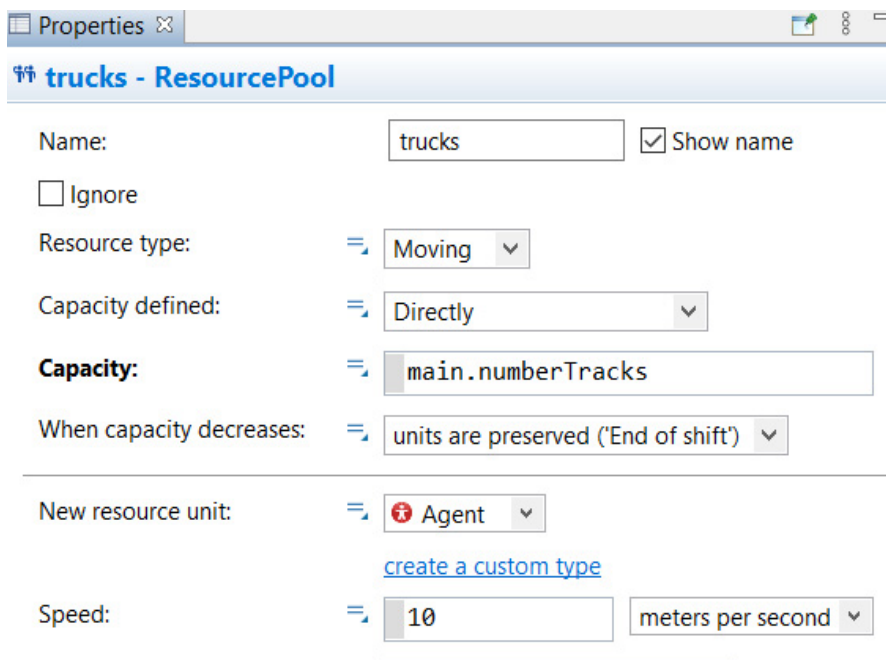 Properties
trucks - ResourcePool
Name: trucks Show name
Ignore
Resource type: Moving
Capacity defined: Directly
Capacity: main.numberTracks
When capacity decreases: units are preserved ('End of shift')
New resource unit: Agent
create a custom type
Speed: 10 meters per second